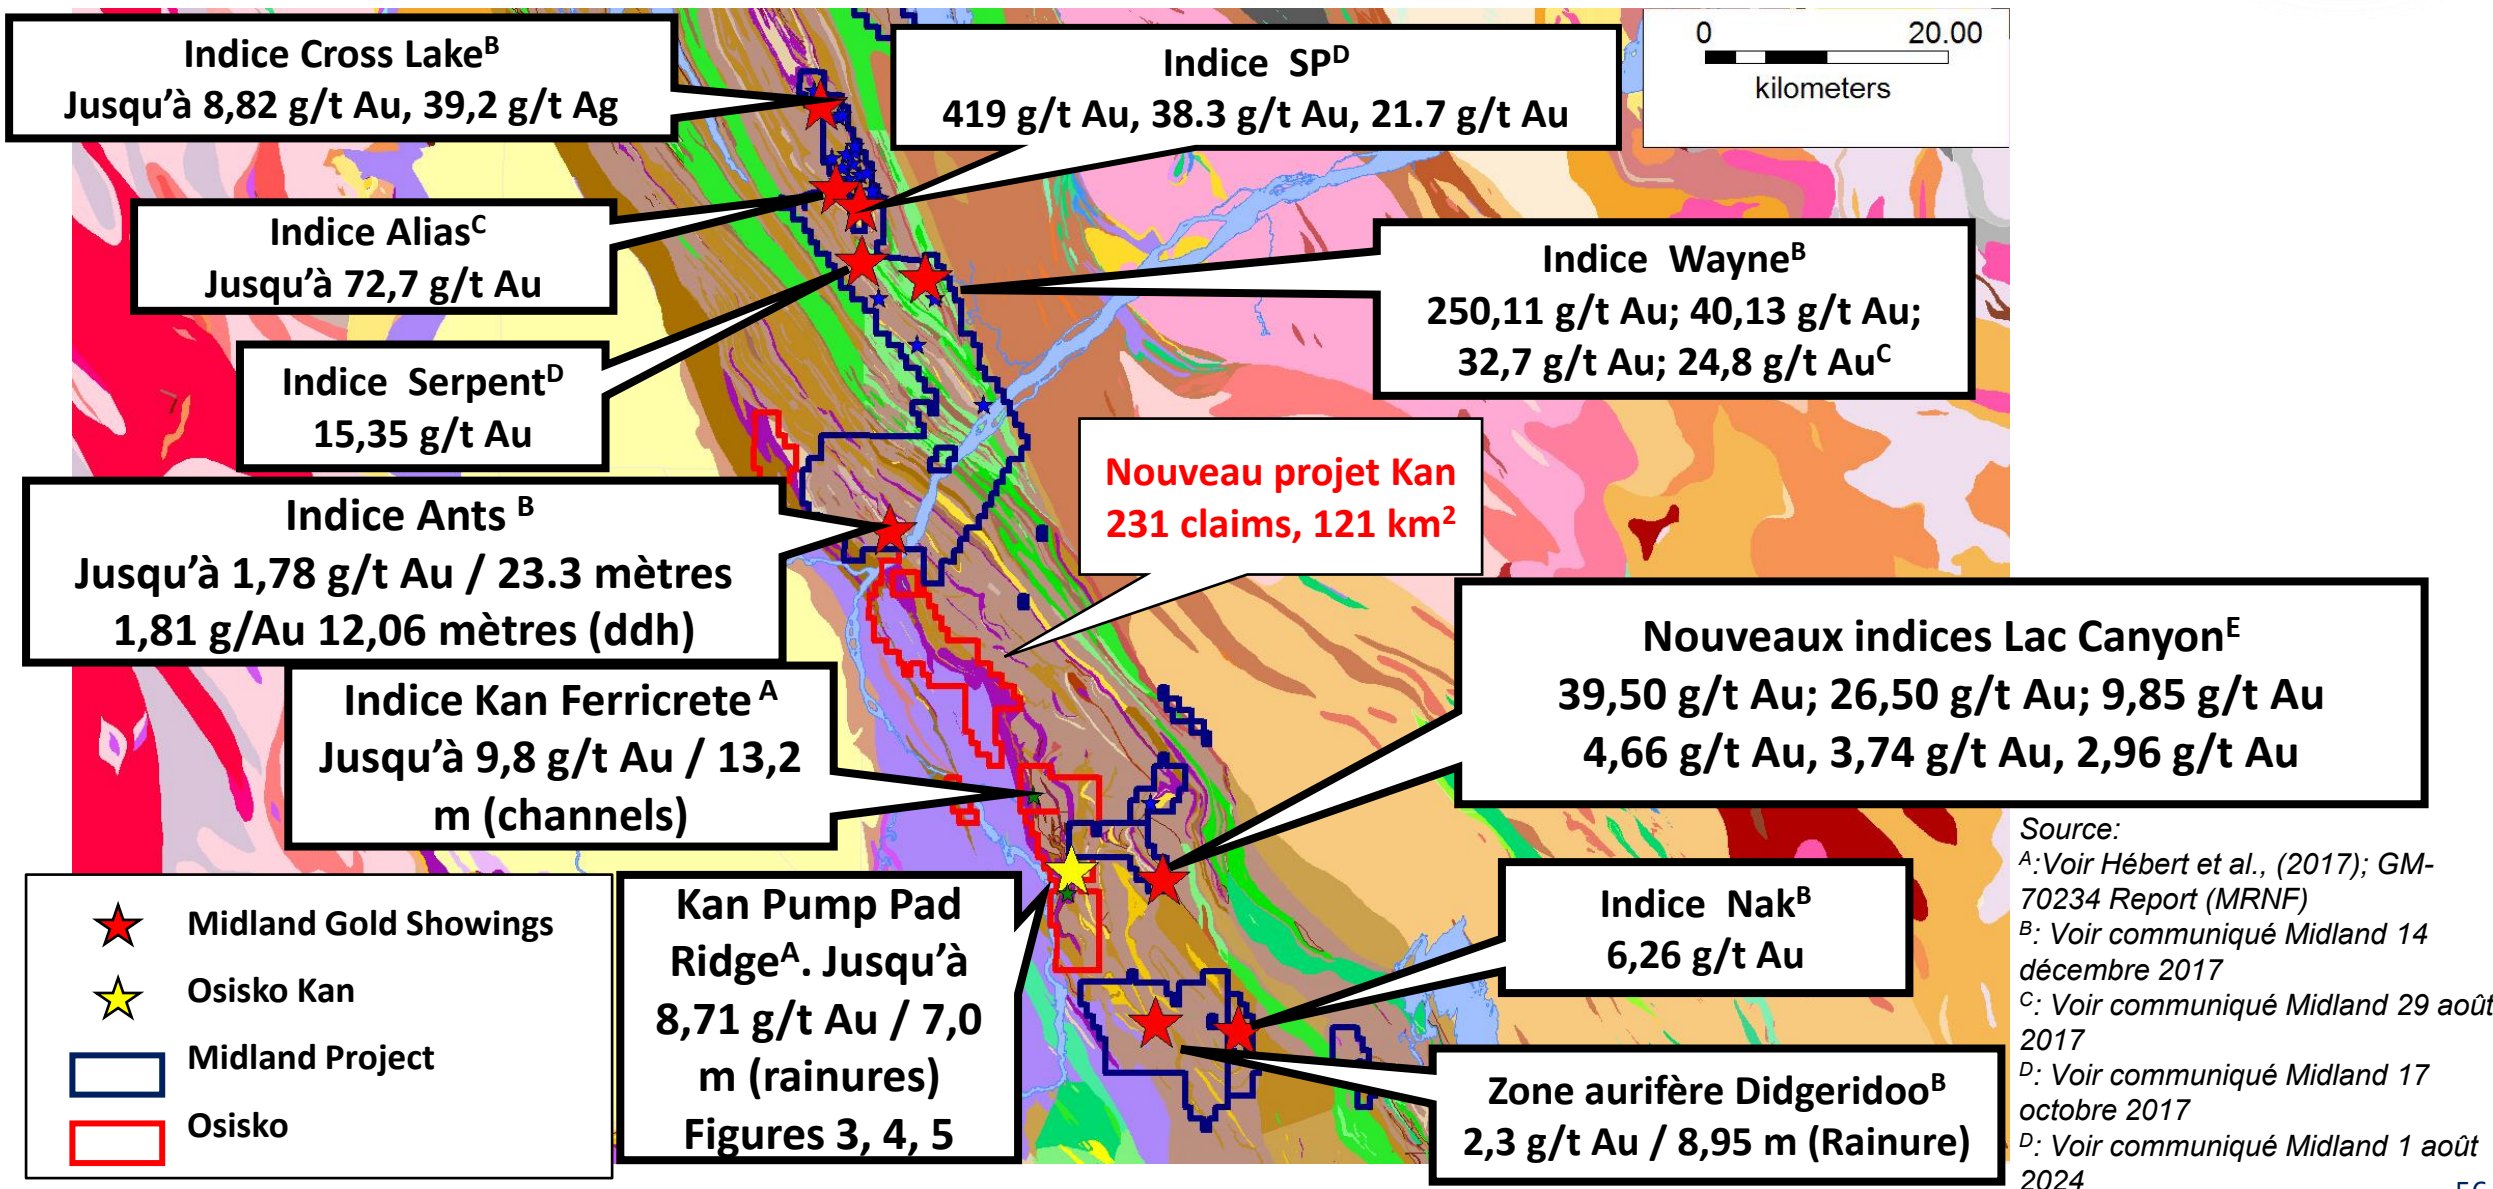 Indice Cross Lakeᴮ
Jusqu’à 8,82 g/t Au, 39,2 g/t Ag
Indice SPᴰ
419 g/t Au, 38.3 g/t Au, 21.7 g/t Au
0 20.00
kilometers
Indice Aliasᶜ
Jusqu’à 72,7 g/t Au
Indice Wayneᴮ
250,11 g/t Au; 40,13 g/t Au;
32,7 g/t Au; 24,8 g/t Auᶜ
Indice Serpentᴰ
15,35 g/t Au
Nouveau projet Kan
231 claims, 121 km²
Indice Ants ᴮ
Jusqu’à 1,78 g/t Au / 23.3 mètres
1,81 g/Au 12,06 mètres (ddh)
Nouveaux indices Lac Canyonᴱ
39,50 g/t Au; 26,50 g/t Au; 9,85 g/t Au
4,66 g/t Au, 3,74 g/t Au, 2,96 g/t Au
Indice Kan Ferricrete ᴬ
Jusqu’à 9,8 g/t Au / 13,2
m (channels)
Kan Pump Pad
Ridgeᴬ. Jusqu’à
8,71 g/t Au / 7,0
m (rainures)
Figures 3, 4, 5
Indice Nakᴮ
6,26 g/t Au
Zone aurifère Didgeridooᴮ
2,3 g/t Au / 8,95 m (Rainure)
Midland Gold Showings
Osisko Kan
Midland Project
Osisko
Source:
ᴬ:Voir Hébert et al., (2017); GM-
70234 Report (MRNF)
ᴮ: Voir communiqué Midland 14
décembre 2017
ᶜ: Voir communiqué Midland 29 août
2017
ᴰ: Voir communiqué Midland 17
octobre 2017
ᴰ: Voir communiqué Midland 1 août
2024